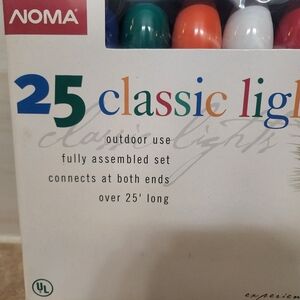 NOMA
25 classic lig
classic lights
outdoor use
fully assembled set
connects at both ends
over 25' long
UL
experien